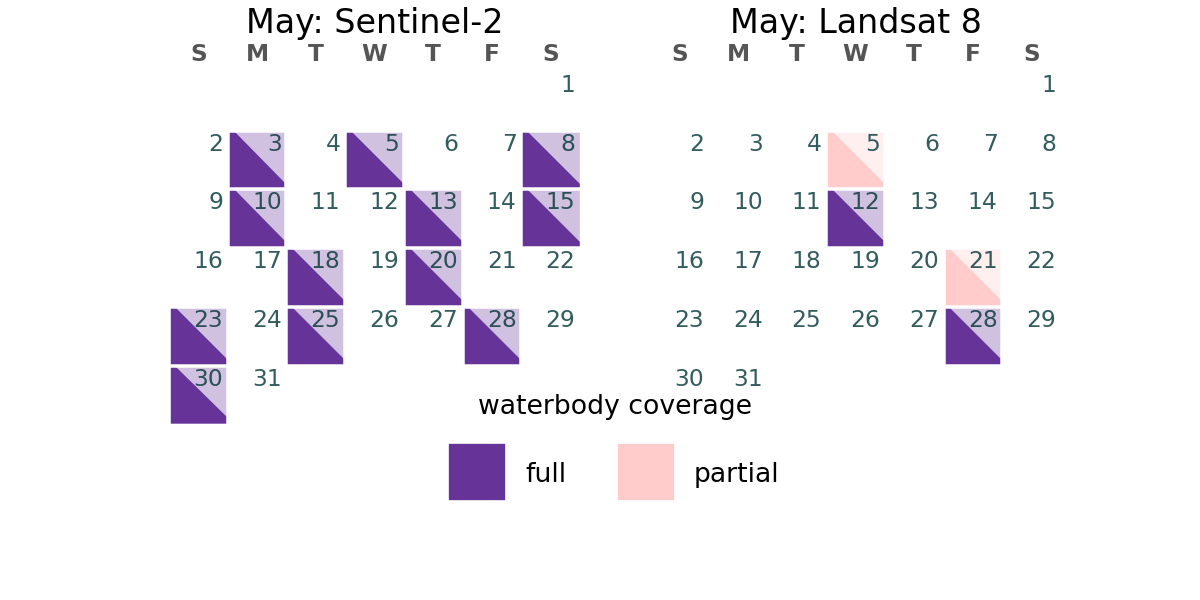 May: Sentinel-2
S M T W T F S
1
2 3 4 5 6 7 8
9 10 11 12 13 14 15
16 17 18 19 20 21 22
23 24 25 26 27 28 29
30 31
May: Landsat 8
S M T W T F S
1
2 3 4 5 6 7 8
9 10 11 12 13 14 15
16 17 18 19 20 21 22
23 24 25 26 27 28 29
30 31
waterbody coverage
full partial